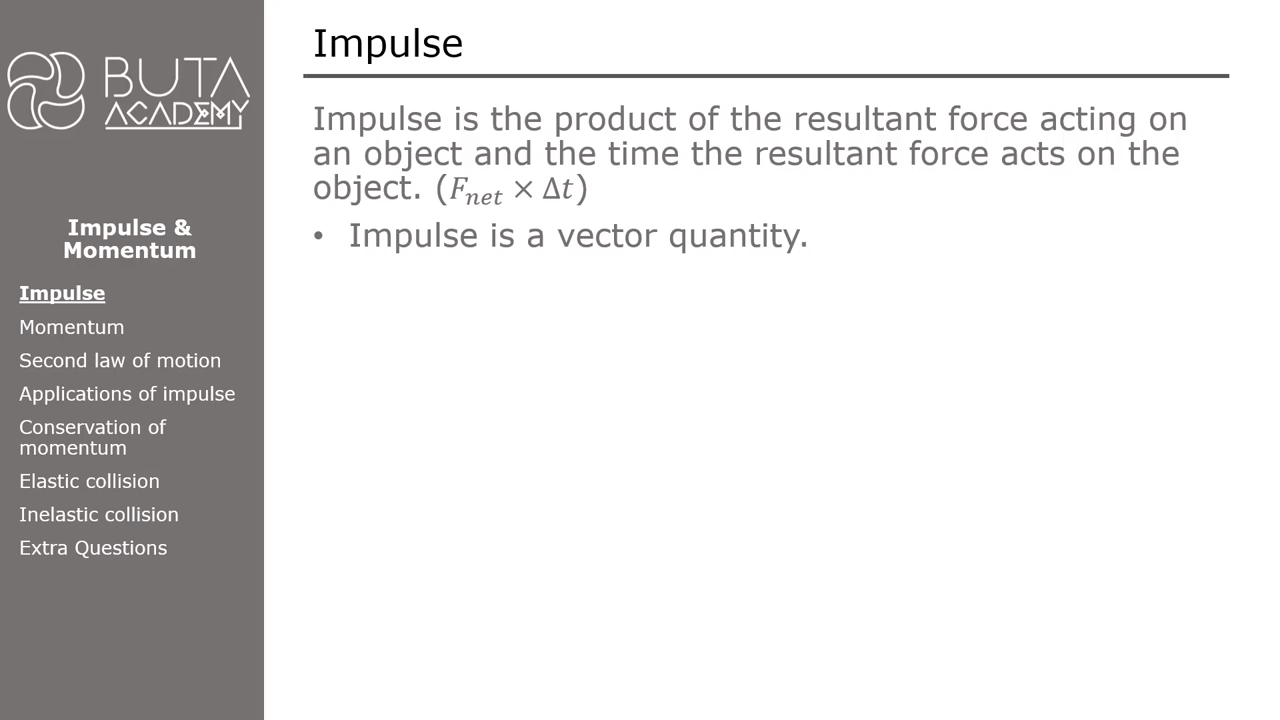 BUTA
ACADEMY
Impulse &
Momentum
Impulse
Momentum
Second law of motion
Applications of impulse
Conservation of
momentum
Elastic collision
Inelastic collision
Extra Questions
Impulse
Impulse is the product of the resultant force acting on
an object and the time the resultant force acts on the
object. (𝐹𝑛𝑒𝑡 × Δ𝑡)
• Impulse is a vector quantity.